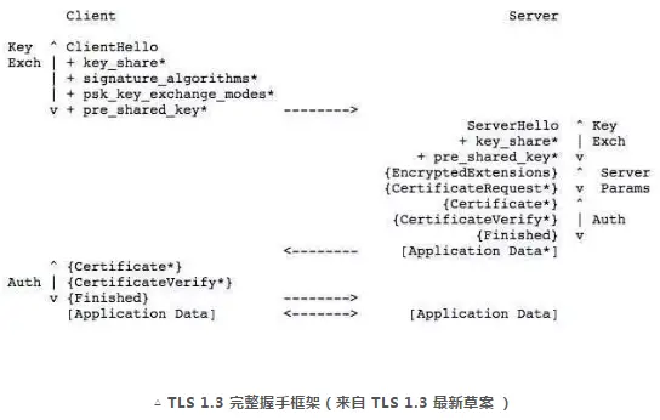 Client Server
Key ^ ClientHello
Exch | + key_share*
| + signature_algorithms*
| + psk_key_exchange_modes*
v + pre_shared_key* -------->
ServerHello ^ Key
+ key_share* | Exch
+ pre_shared_key* v
{EncryptedExtensions} ^ Server
{CertificateRequest*} v Params
{Certificate*} ^
{CertificateVerify*} | Auth
{Finished} v
<-------- [Application Data*]
^ {Certificate*}
Auth | {CertificateVerify*}
v {Finished} -------->
[Application Data] <-------> [Application Data]
△ TLS 1.3 完整握手框架（来自 TLS 1.3 最新草案 ）